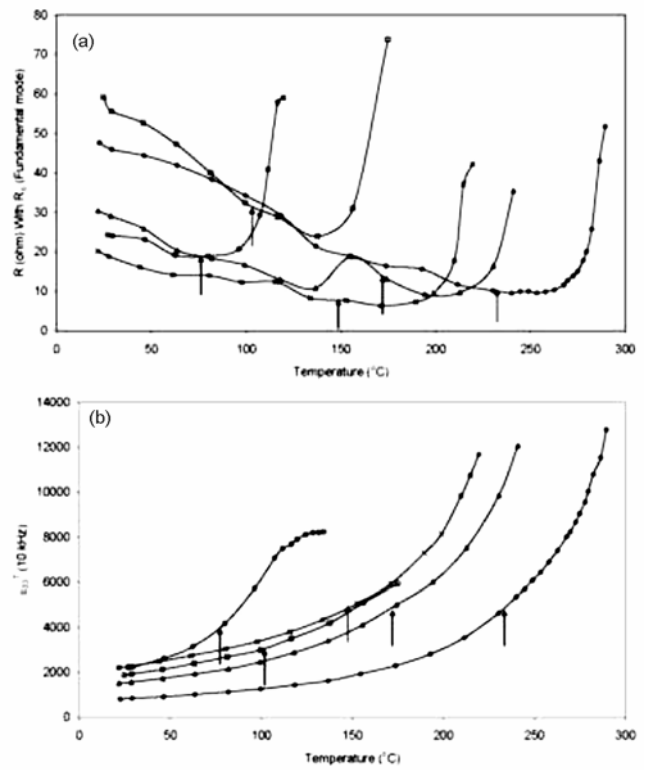 (a)
80
70
60
50
40
30
20
10
0
R (ohm) With R₁ (Fundamental mode)
0 50 100 150 200 250 300
Temperature (°C)
(b)
14000
12000
10000
8000
6000
4000
2000
0
(10 kHz)
0 50 100 150 200 250 300
Temperature (°C)